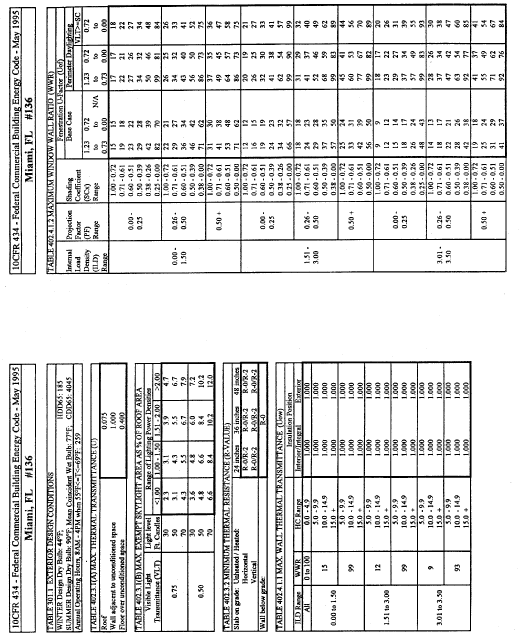 10CFR 434 - Federal Commercial Building Energy Code - May 1995
Miami, FL #136
TABLE 301.1 EXTERIOR DESIGN CONDITIONS
WINTER Design Dry Bulb: 44°F; HDD65: 185
SUMMER Design Dry Bulb: 90°F; Mean Coincident Wet Bulb: 77°F; CDD65: 4045
Annual Operating Hours, 8AM - 4PM when 55°F<=T<=69°F: 259
TABLE 402.3.1(A) MAX. THERMAL TRANSMITTANCE (U)
Roof 0.075
Wall adjacent to unconditioned space 1.000
Floor over unconditioned space 0.400
TABLE 402.3.1(B) MAX. EXEMPT SKYLIGHT AREA AS % OF ROOF AREA
Visible Light Light level Range of Lighting Power Densities
Transmittance (VLT) Ft. Candles <1.00 1.00 - 1.50 1.51 - 2.00 >2.00
30 2.3 3.1 3.9 4.7
0.75 50 3.1 4.3 5.5 6.7
70 4.3 5.5 6.7 7.9
30 3.6 4.8 6.0 7.2
0.50 50 4.8 6.6 8.4 10.2
70 6.6 8.4 10.2 12.0
TABLE 402.3.2 MINIMUM THERMAL RESISTANCE (R-VALUE)
Slab on grade: Unheated / Heated: 24 inches 36 inches 48 inches
Horizontal R-0/R-2 R-0/R-2 R-0/R-2
Vertical R-0/R-2 R-0/R-2 R-0/R-2
Wall below grade: R-0
TABLE 402.4.1.1 MAX. WALL THERMAL TRANSMITTANCE (Uow)
Insulation Position
ILD Range WWR HC Range Interior/Integral Exterior
All 0 to 100 0.0 - 4.9 1.000 1.000
5.0 - 9.9 1.000 1.000
15 10.0 - 14.9 1.000 1.000
15.0 + 1.000 1.000
0.00 to 1.50 5.0 - 9.9 1.000 1.000
99 10.0 - 14.9 1.000 1.000
15.0 + 1.000 1.000
5.0 - 9.9 1.000 1.000
12 10.0 - 14.9 1.000 1.000
15.0 + 1.000 1.000
1.51 to 3.00 5.0 - 9.9 1.000 1.000
99 10.0 - 14.9 1.000 1.000
15.0 + 1.000 1.000
5.0 - 9.9 1.000 1.000
9 10.0 - 14.9 1.000 1.000
15.0 + 1.000 1.000
3.01 to 3.50 5.0 - 9.9 1.000 1.000
93 10.0 - 14.9 1.000 1.000
15.0 + 1.000 1.000
10CFR 434 - Federal Commercial Building Energy Code - May 1995
Miami, FL #136
TABLE 402.4.1.2 MAXIMUM WINDOW WALL RATIO (WWR)
Fenestration U-factor (Uof)
Internal Projection Shading Base Case Perimeter Daylighting
Load Factor Coefficient VLT>=SC
Density (PF) (SCx) 1.23 0.72 N/A 1.23 0.72 0.72
(ILD) Range Range to to to to to
Range 0.73 0.00 0.73 0.00 0.00
1.00 - 0.72 15 15 17 17 18
0.71 - 0.61 19 18 22 21 22
0.00 - 0.60 - 0.51 23 22 27 26 27
0.25 0.50 - 0.39 29 28 34 32 34
0.38 - 0.26 42 39 50 46 48
0.25 - 0.00 82 70 99 81 84
1.00 - 0.72 21 21 26 25 26
0.00 - 0.26 - 0.71 - 0.61 29 27 34 32 33
1.50 0.50 0.60 - 0.51 36 34 43 40 41
0.50 - 0.39 46 42 56 50 52
0.38 - 0.00 71 62 86 73 75
1.00 - 0.72 31 30 37 35 36
0.50 + 0.71 - 0.61 41 38 49 45 47
0.60 - 0.51 53 48 64 57 58
0.50 - 0.00 71 62 86 73 75
1.00 - 0.72 12 12 20 19 21
0.71 - 0.61 16 15 26 25 27
0.00 - 0.60 - 0.51 19 19 32 30 33
0.25 0.50 - 0.39 24 23 41 38 41
0.38 - 0.26 34 32 62 54 57
0.25 - 0.00 66 57 99 90 99
1.00 - 0.72 18 18 31 29 32
1.51 - 0.26 - 0.71 - 0.61 24 23 41 37 40
3.00 0.50 0.60 - 0.51 29 28 52 46 49
0.50 - 0.39 37 35 68 59 62
0.38 - 0.00 57 50 99 83 89
1.00 - 0.72 25 24 45 41 44
0.50 + 0.71 - 0.61 33 31 60 53 56
0.60 - 0.51 42 39 77 67 70
0.50 - 0.00 56 50 99 82 89
1.00 - 0.72 9 9 18 17 20
0.71 - 0.61 12 12 23 22 26
0.00 - 0.60 - 0.51 15 14 29 27 31
0.25 0.50 - 0.39 18 17 37 34 39
0.38 - 0.26 26 24 57 49 55
0.25 - 0.00 48 43 99 83 93
1.00 - 0.72 14 13 28 26 30
3.01 - 0.26 - 0.71 - 0.61 18 17 37 34 38
3.50 0.50 0.60 - 0.51 22 21 47 42 47
0.50 - 0.39 28 26 63 54 60
0.38 - 0.00 42 38 92 77 85
1.00 - 0.72 19 18 41 37 41
0.50 + 0.71 - 0.61 25 24 55 49 54
0.60 - 0.51 31 29 71 62 67
0.50 - 0.00 41 37 92 76 84